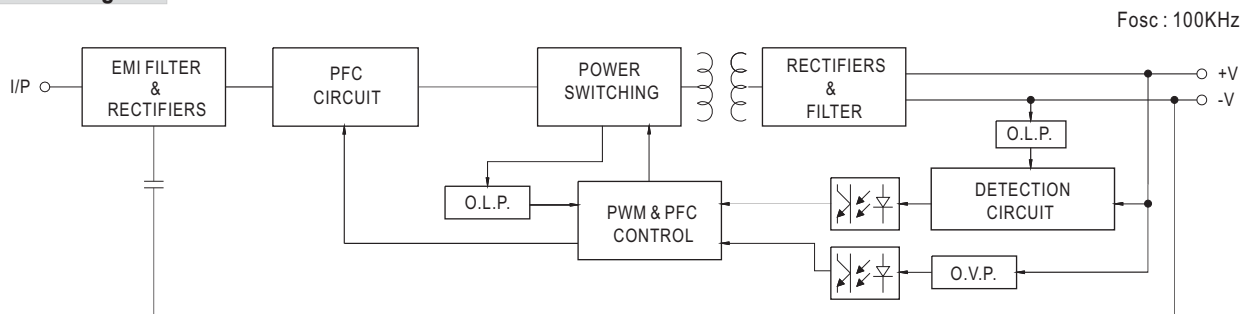 Fosc : 100KHz
I/P
EMI FILTER
&
RECTIFIERS
PFC
CIRCUIT
POWER
SWITCHING
RECTIFIERS
&
FILTER
+V
-V
O.L.P.
O.L.P.
PWM & PFC
CONTROL
DETECTION
CIRCUIT
O.V.P.